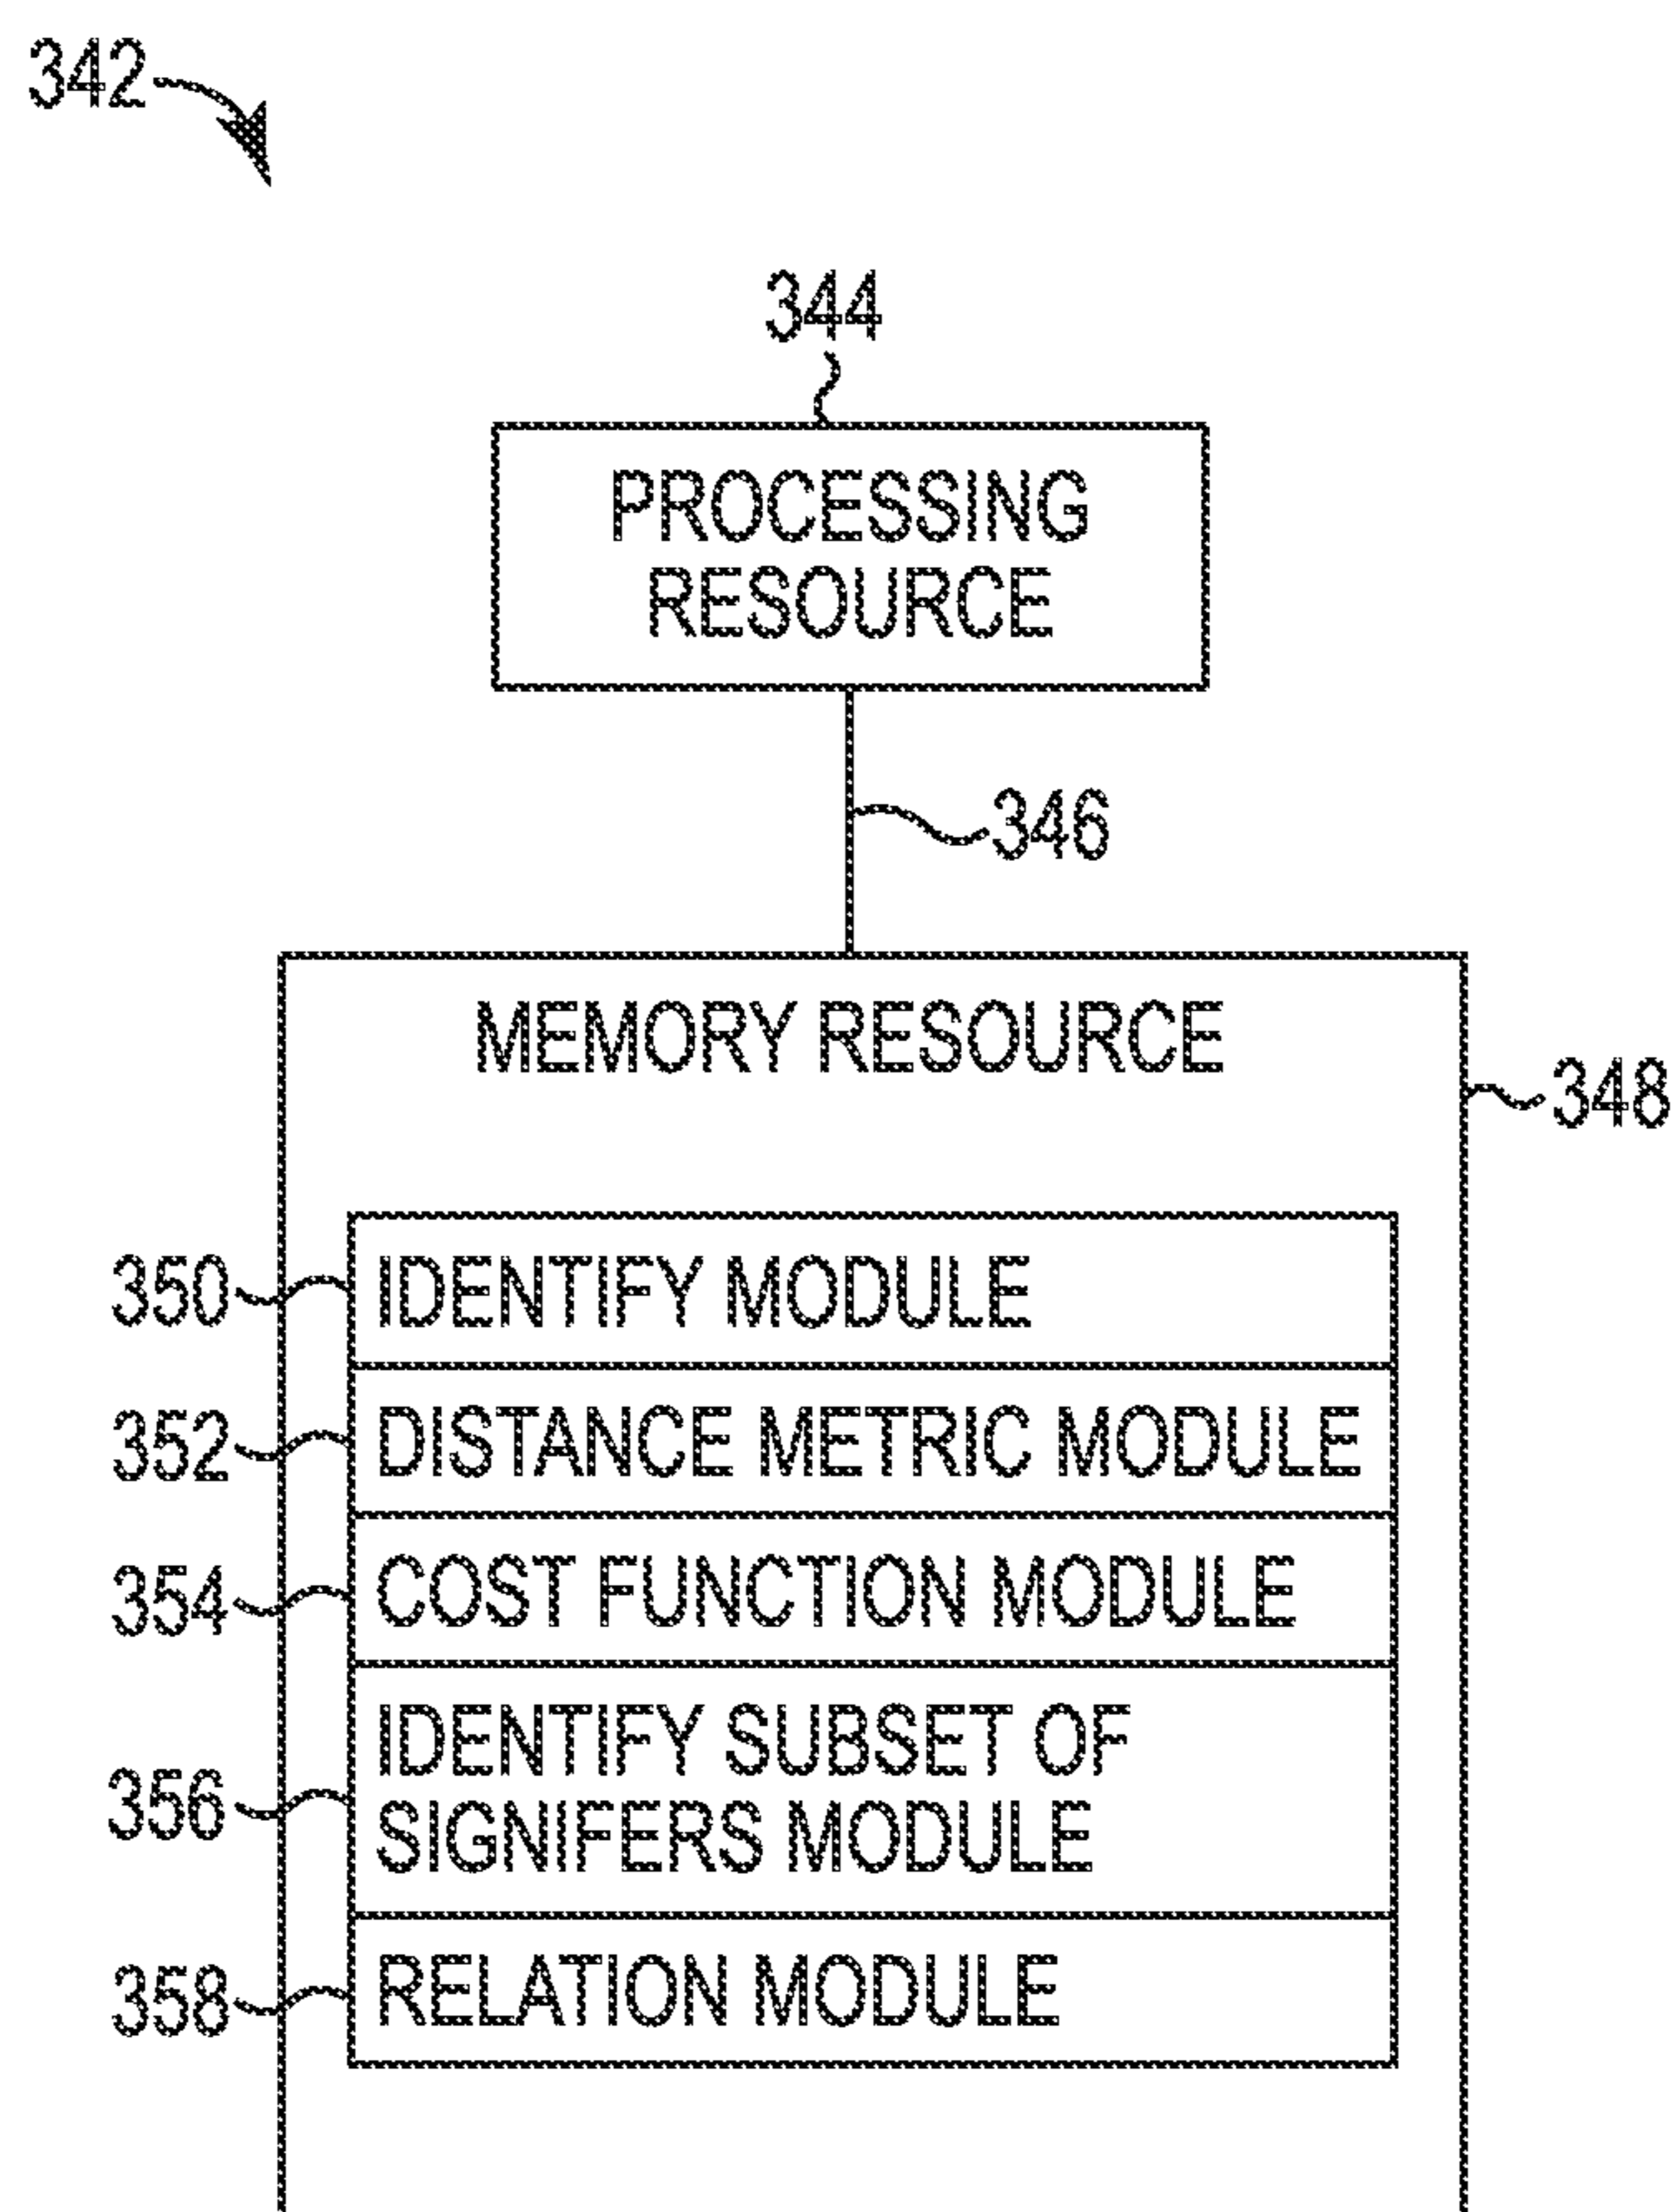 342
344
PROCESSING
RESOURCE
346
MEMORY RESOURCE
348
350 IDENTIFY MODULE
352 DISTANCE METRIC MODULE
354 COST FUNCTION MODULE
IDENTIFY SUBSET OF
356 SIGNIFERS MODULE
358 RELATION MODULE